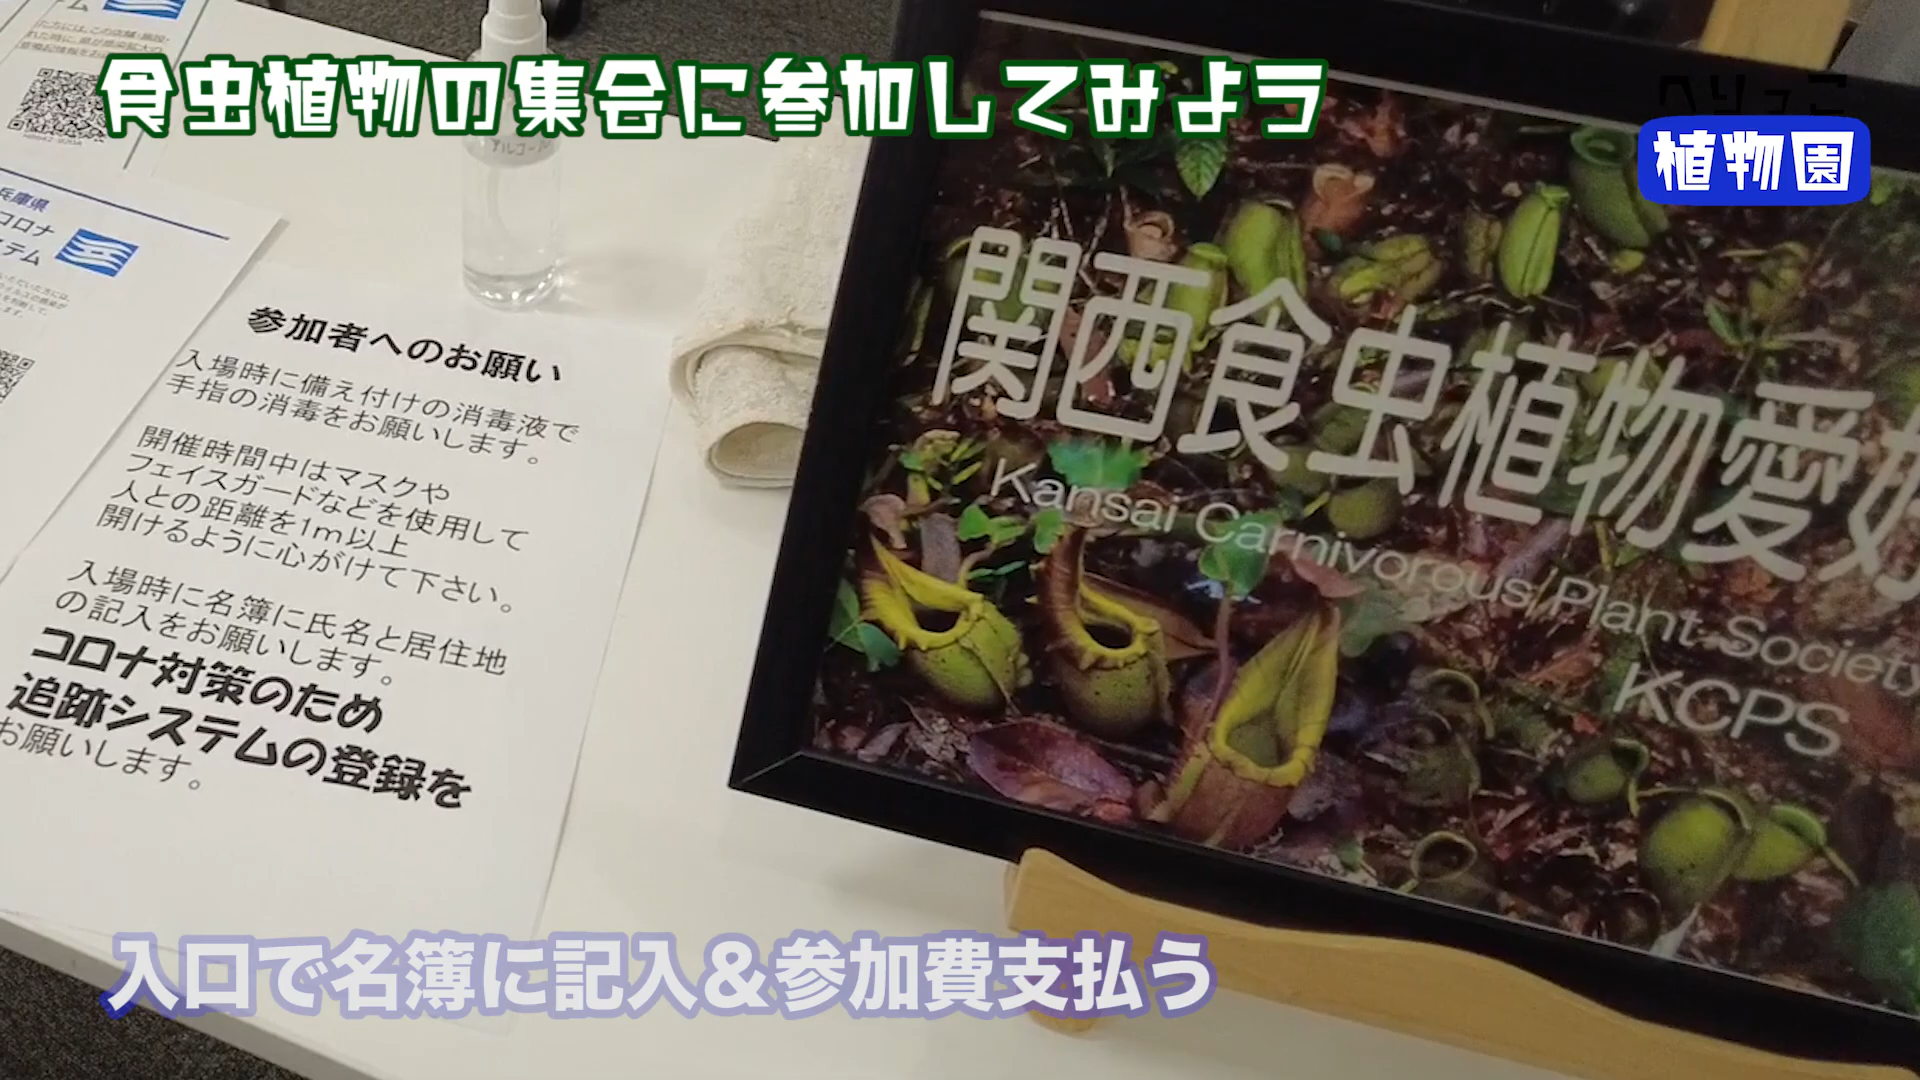 食虫植物の集会に参加してみよう
植物園
アルコール
兵庫県
コロナ
ステム
参加者へのお願い
入場時に備え付けの消毒液で
手指の消毒をお願いします。
開催時間中はマスクや
フェイスガードなどを使用して
人との距離を1m以上
開けるように心がけて下さい。
入場時に名簿に氏名と居住地
の記入をお願いします。
コロナ対策のため
追跡システムの登録を
お願いします。
関西食虫植物愛好
Kansai Carnivorous Plant Society
KCPS
入口で名簿に記入&参加費支払う